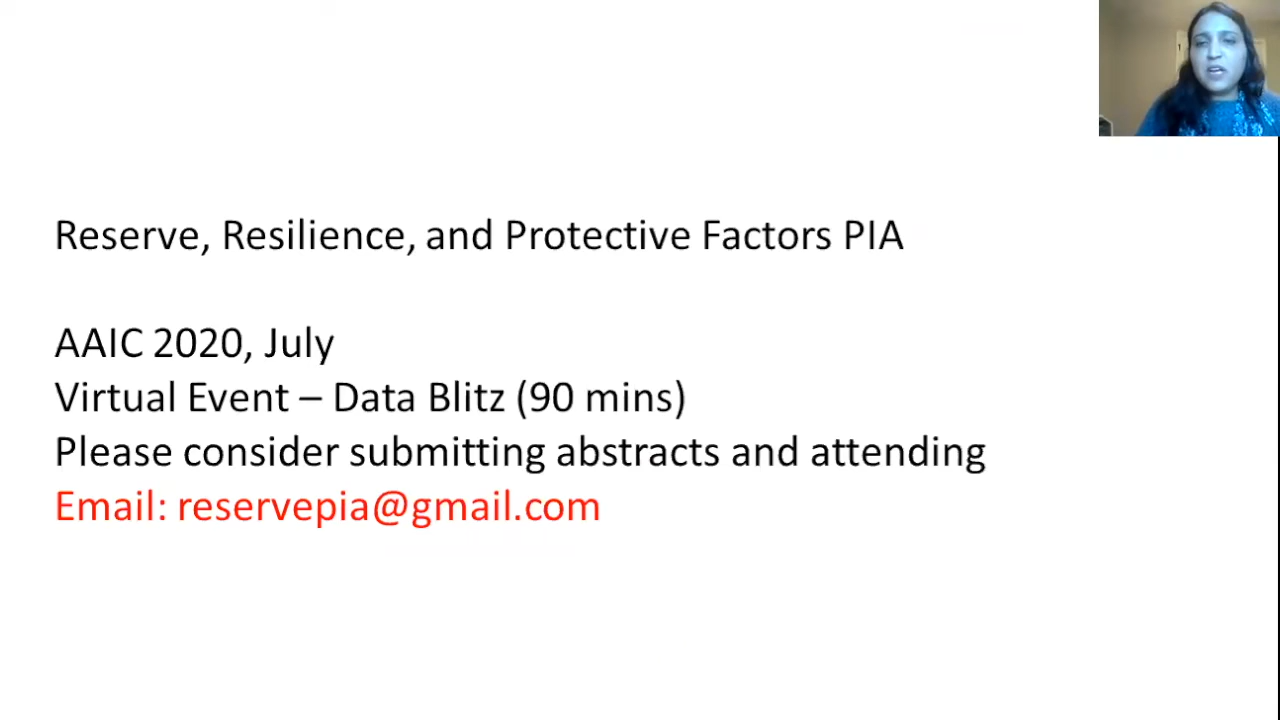 Reserve, Resilience, and Protective Factors PIA
AAIC 2020, July
Virtual Event – Data Blitz (90 mins)
Please consider submitting abstracts and attending
Email: reservepia@gmail.com